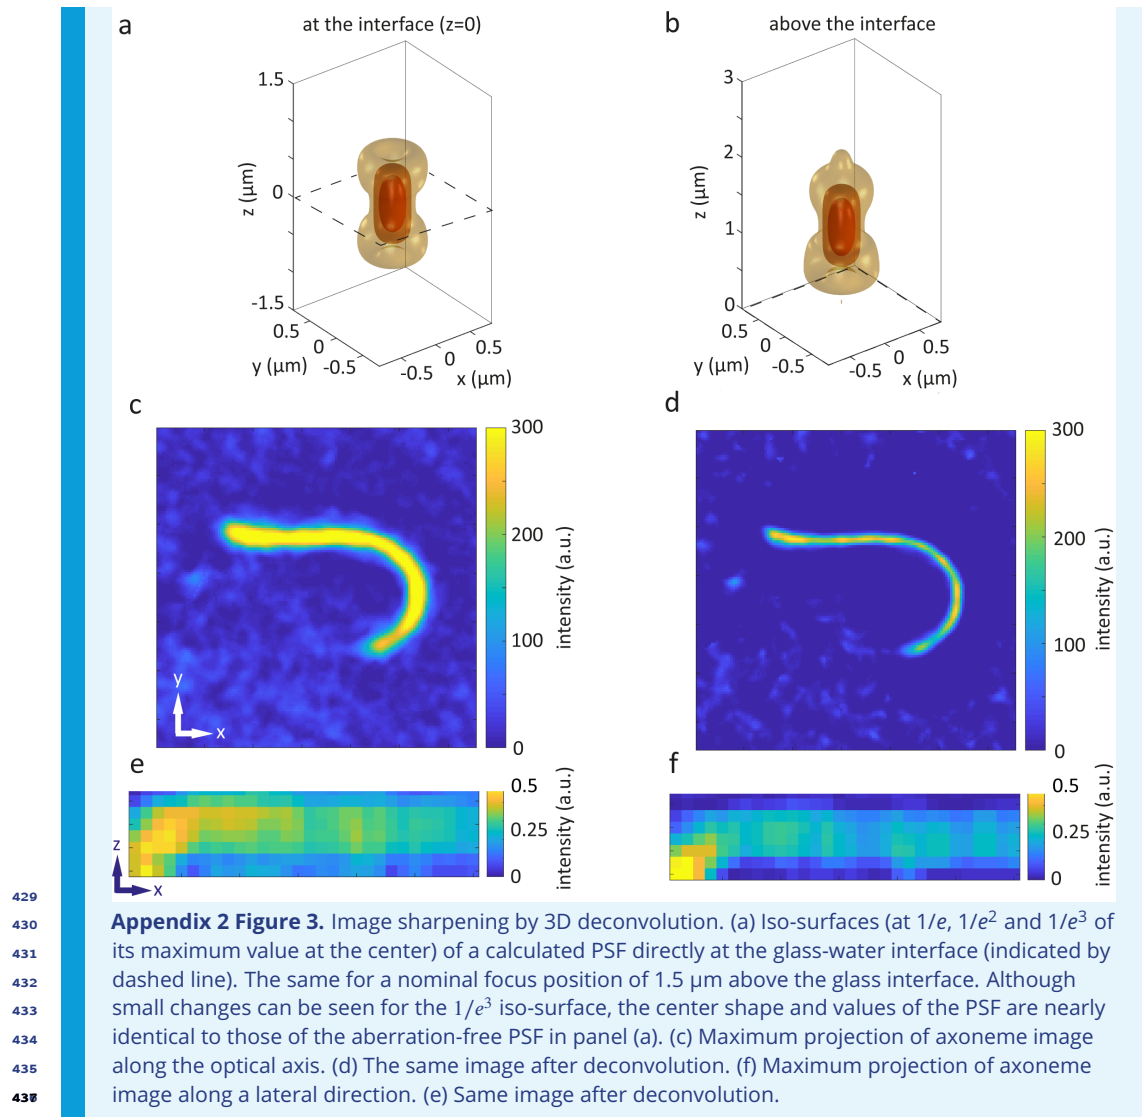 a
at the interface (z=0)
b
above the interface
1.5
0
-1.5
z (μm)
0.5
0
-0.5
y (μm)
-0.5
0
0.5
x (μm)
3
2
1
0
z (μm)
0.5
0
-0.5
y (μm)
-0.5
0
0.5
x (μm)
c
300
200
100
0
intensity (a.u.)
y
x
d
300
200
100
0
intensity (a.u.)
e
0.5
0.25
0
intensity (a.u.)
z
x
f
0.5
0.25
0
intensity (a.u.)
429
430 Appendix 2 Figure 3. Image sharpening by 3D deconvolution. (a) Iso-surfaces (at 1/e, 1/e² and 1/e³ of
431 its maximum value at the center) of a calculated PSF directly at the glass-water interface (indicated by
432 dashed line). The same for a nominal focus position of 1.5 μm above the glass interface. Although
433 small changes can be seen for the 1/e³ iso-surface, the center shape and values of the PSF are nearly
434 identical to those of the aberration-free PSF in panel (a). (c) Maximum projection of axoneme image
435 along the optical axis. (d) The same image after deconvolution. (f) Maximum projection of axoneme
image along a lateral direction. (e) Same image after deconvolution.